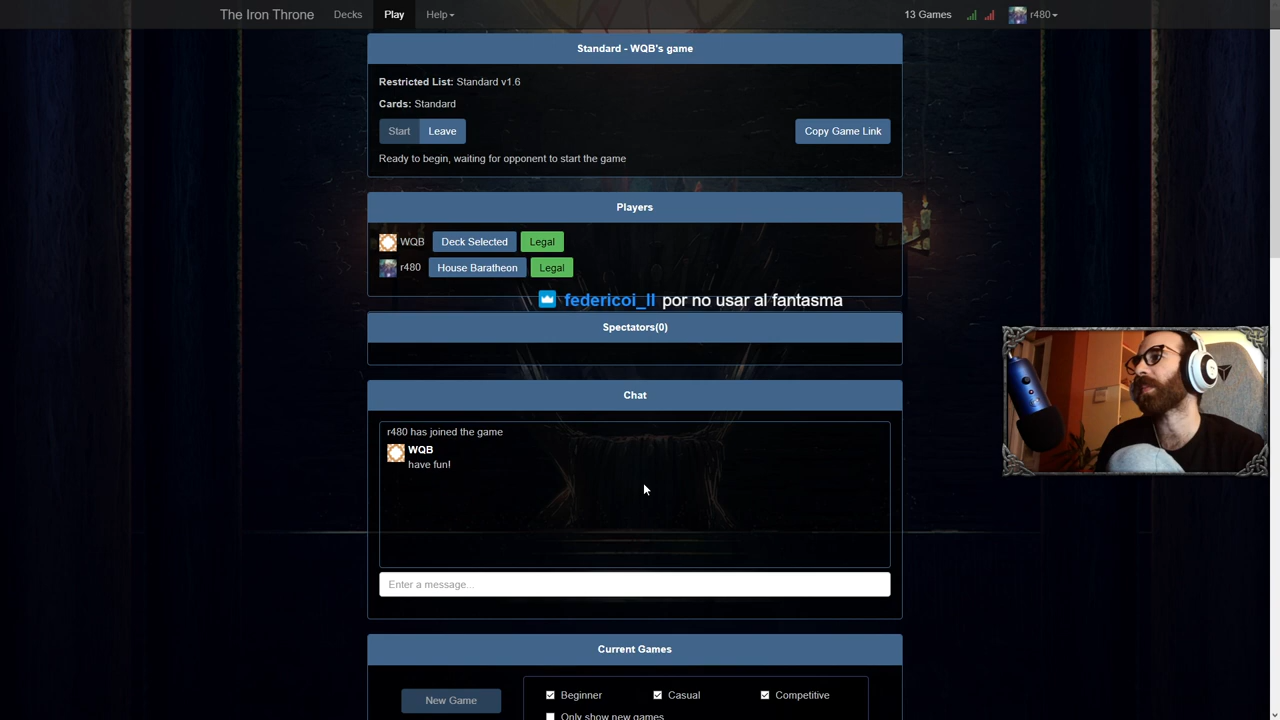 The Iron Throne Decks Play Help 13 Games r480
Standard - WQB's game
Restricted List: Standard v1.6
Cards: Standard
Start Leave Copy Game Link
Ready to begin, waiting for opponent to start the game
Players
WQB Deck Selected Legal
r480 House Baratheon Legal
federicoi_ll por no usar al fantasma
Spectators(0)
Chat
r480 has joined the game
WQB
have fun!
Enter a message...
Current Games
New Game Beginner Casual Competitive
Only show new games